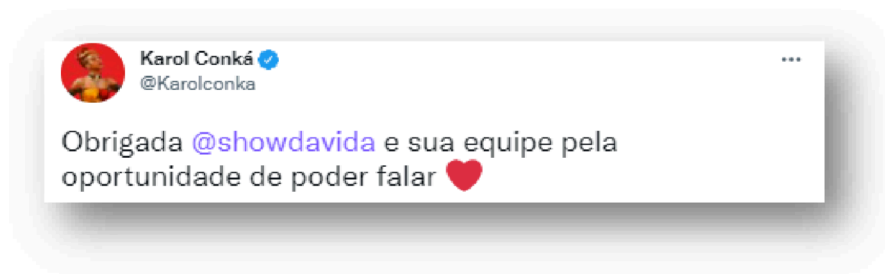 Karol Conká
@Karolconka
Obrigada @showdavida e sua equipe pela
oportunidade de poder falar ❤